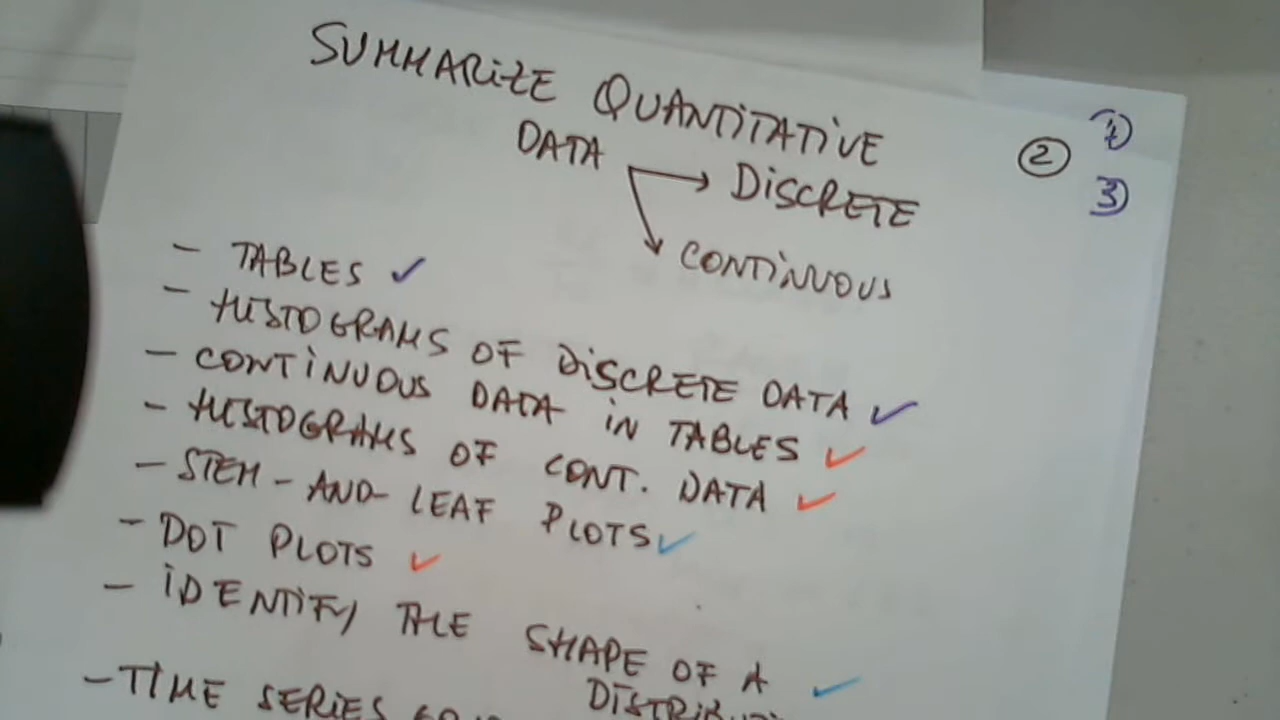 SUMMARIZE QUANTITATIVE
DATA → DISCRETE
CONTINUOUS
② ①
③
- TABLES ✓
- HISTOGRAMS OF DISCRETE DATA ✓
- CONTINUOUS DATA IN TABLES ✓
- HISTOGRAMS OF CONT. DATA ✓
- STEM-AND-LEAF PLOTS ✓
- DOT PLOTS ✓
- IDENTIFY THE SHAPE OF A ✓
- TIME SERIES